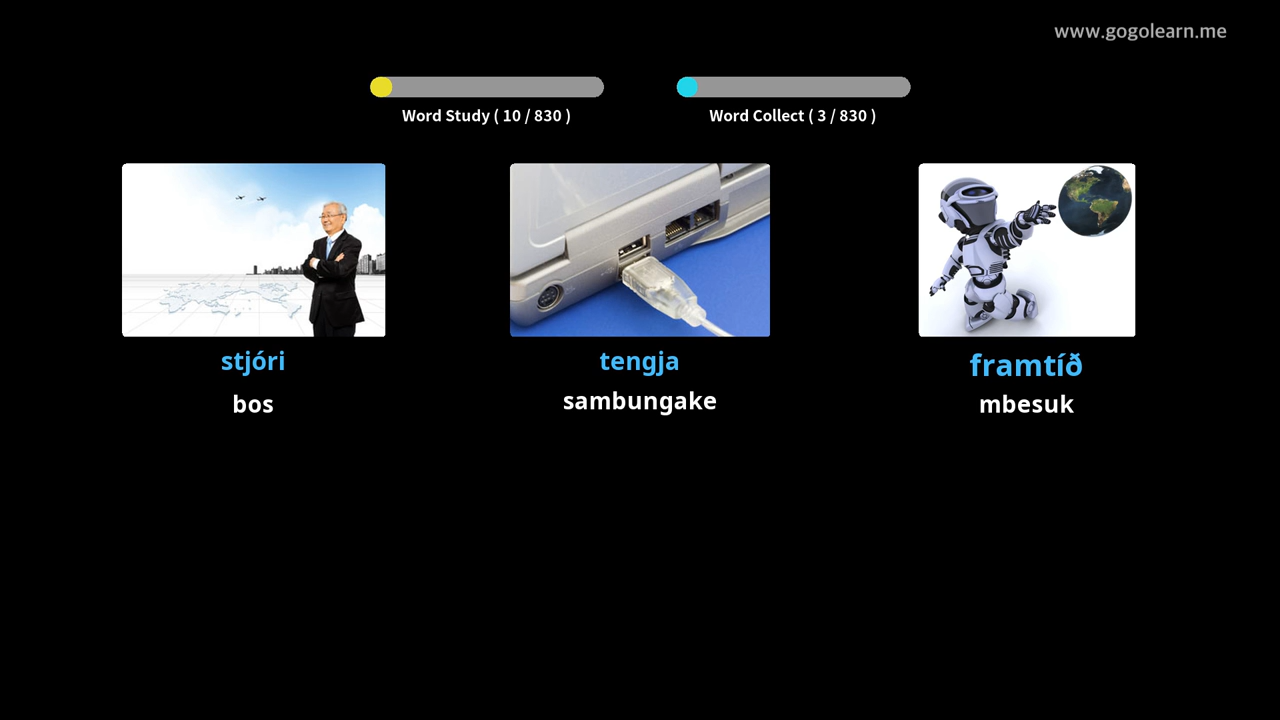 www.gogolearn.me
Word Study ( 10 / 830 )
Word Collect ( 3 / 830 )
stjóri
tengja
framtíð
bos
sambungake
mbesuk